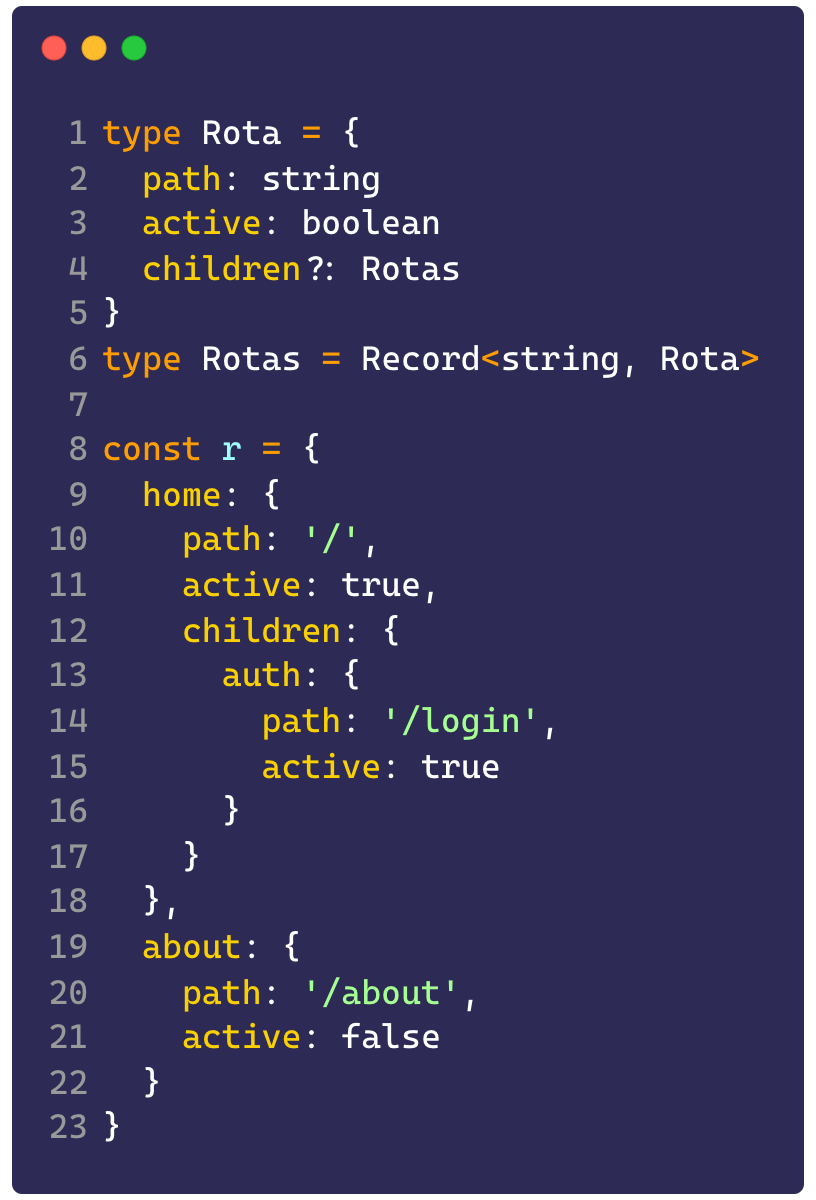 1 type Rota = {
2   path: string
3   active: boolean
4   children?: Rotas
5 }
6 type Rotas = Record<string, Rota>
7
8 const r = {
9   home: {
10     path: '/',
11     active: true,
12     children: {
13       auth: {
14         path: '/login',
15         active: true
16       }
17     }
18   },
19   about: {
20     path: '/about',
21     active: false
22   }
23 }